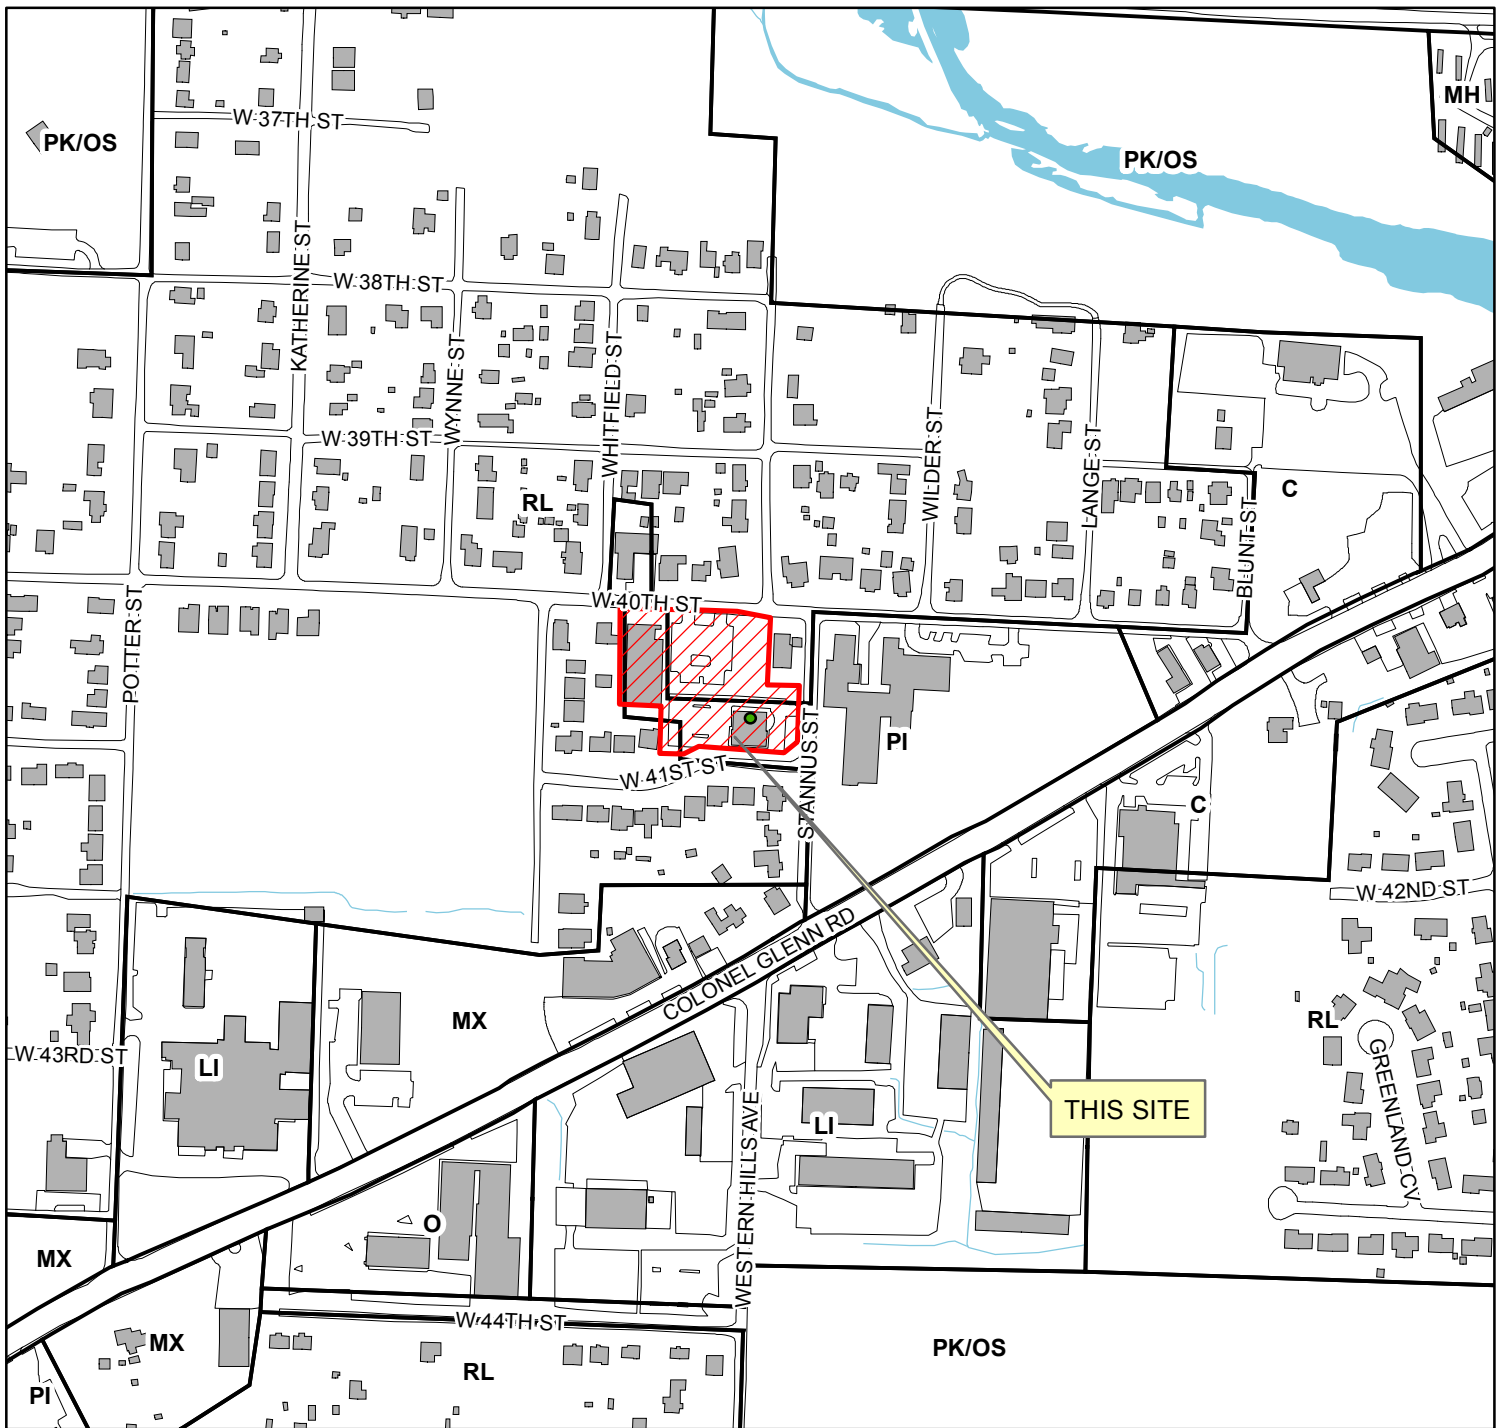 MH
W 37TH ST
PK/OS
PK/OS
KATHERINE ST
W 38TH ST
WYNNE ST
WHITFIELD ST
W 39TH ST
WILDER ST
LANGE ST
RL
C
BLUNT ST
W 40TH ST
POTTER ST
PI
STANNUS ST
W 41ST ST
C
W 42ND ST
COLONEL GLENN RD
MX
RL
W 43RD ST
LI
GREENLAND CV
THIS SITE
LI
WESTERN HILLS AVE
O
MX
W 44TH ST
MX
PK/OS
RL
PI